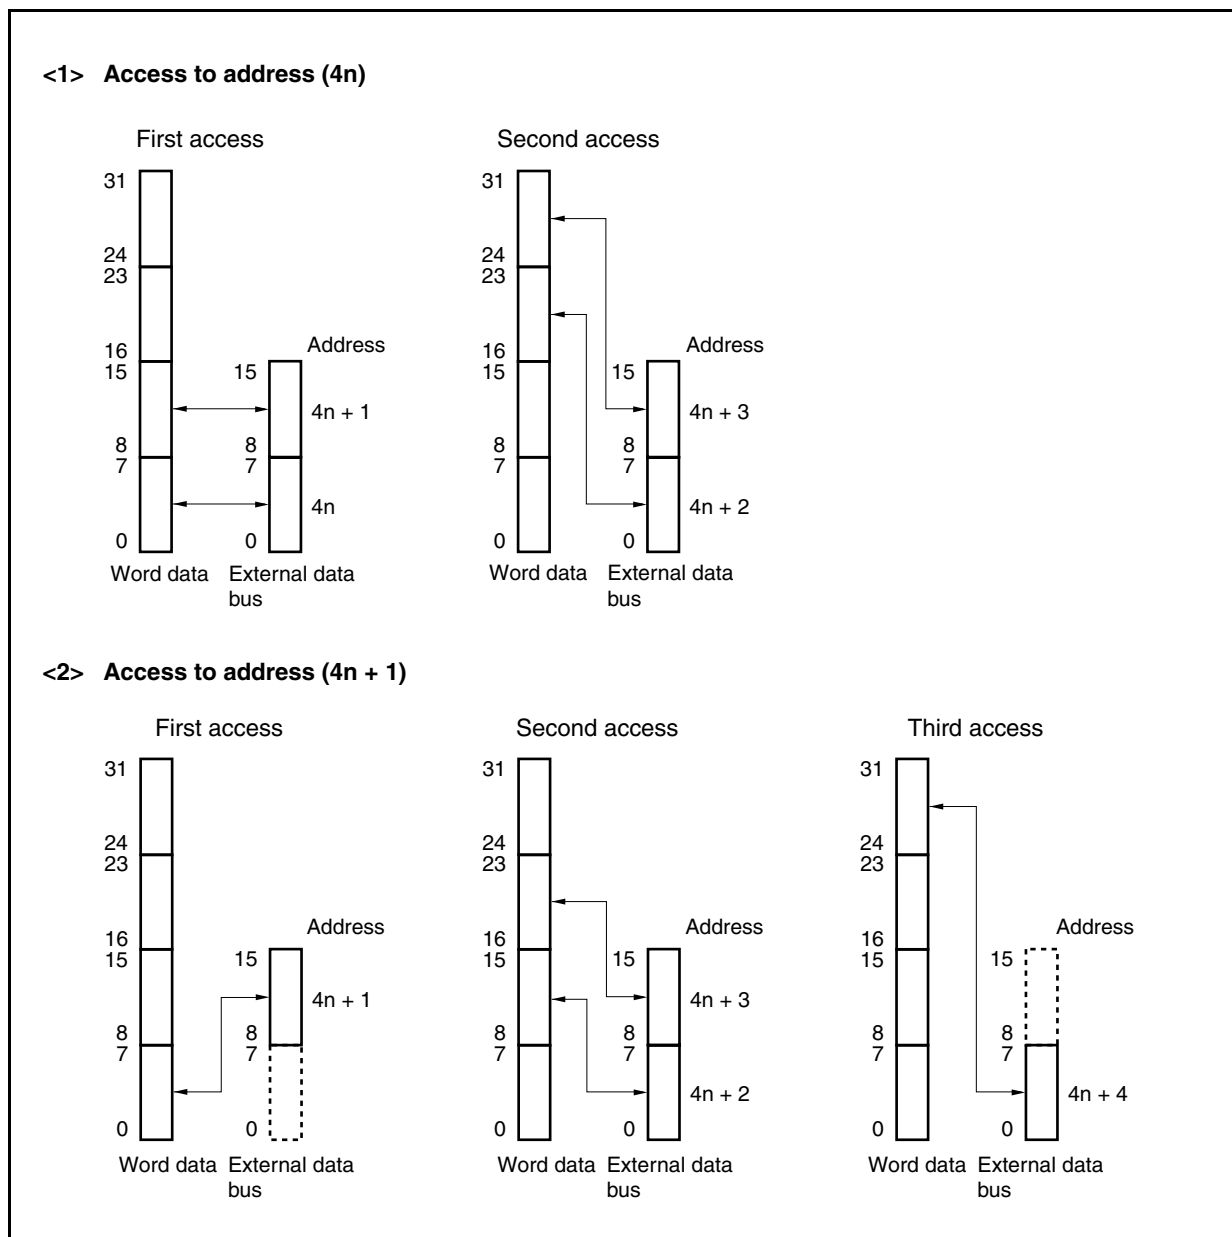 <1> Access to address (4n)
First access
Second access
31
24
23
16
15
8
7
0
Address
15
4n + 1
8
7
4n
0
Word data
External data
bus
31
24
23
16
15
8
7
0
Address
15
4n + 3
8
7
4n + 2
0
Word data
External data
bus
<2> Access to address (4n + 1)
First access
Second access
Third access
31
24
23
16
15
8
7
0
Address
15
4n + 1
8
7
0
Word data
External data
bus
31
24
23
16
15
8
7
0
Address
15
4n + 3
8
7
4n + 2
0
Word data
External data
bus
31
24
23
16
15
8
7
0
Address
15
8
7
4n + 4
0
Word data
External data
bus